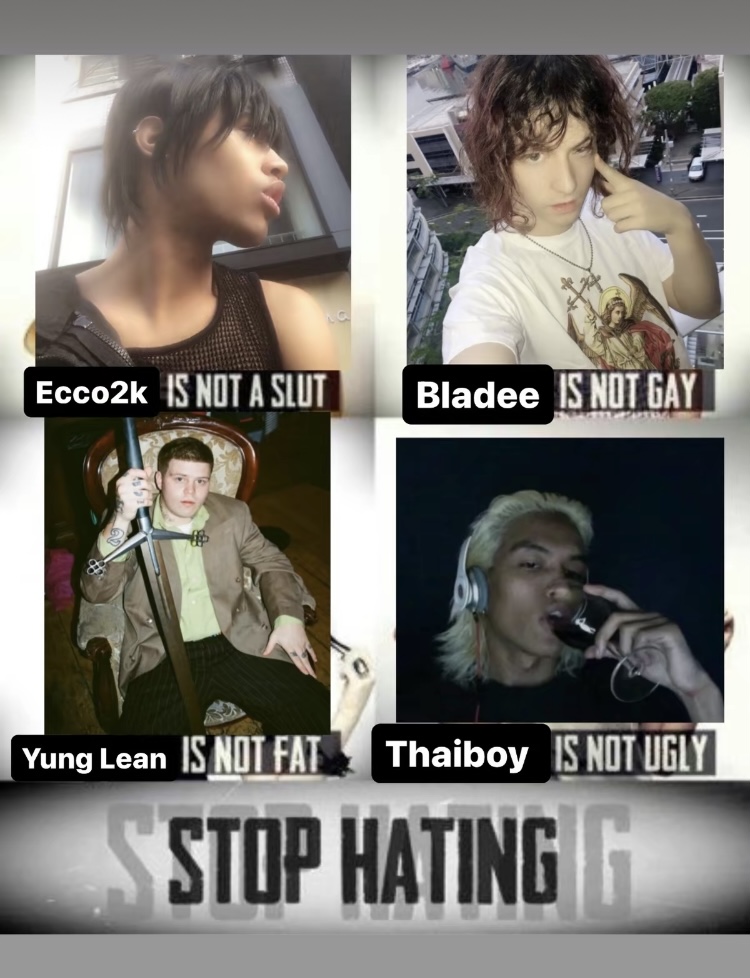 Ecco2k IS NOT A SLUT
Bladee IS NOT GAY
Yung Lean IS NOT FAT
Thaiboy IS NOT UGLY
STOP HATING